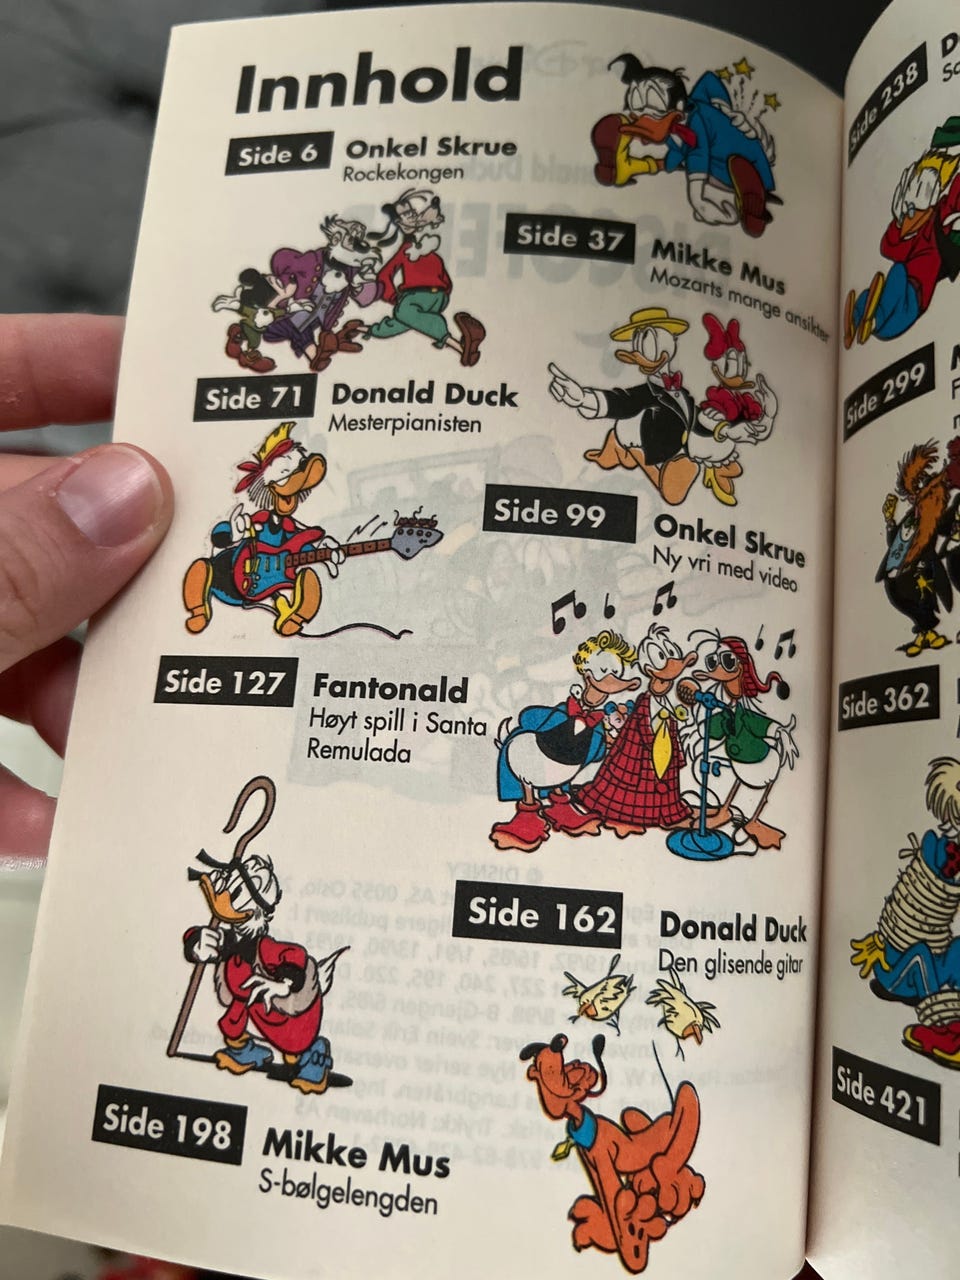 Innhold
Side 6
Onkel Skrue
Rockekongen
Side 37
Mikke Mus
Mozarts mange ansikter
Side 71
Donald Duck
Mesterpianisten
Side 99
Onkel Skrue
Ny vri med video
Side 127
Fantonald
Høyt spill i Santa
Remulada
Side 162
Donald Duck
Den glisende gitar
Side 198
Mikke Mus
S-bølgelengden
Side 238
Side 299
Side 362
Side 421